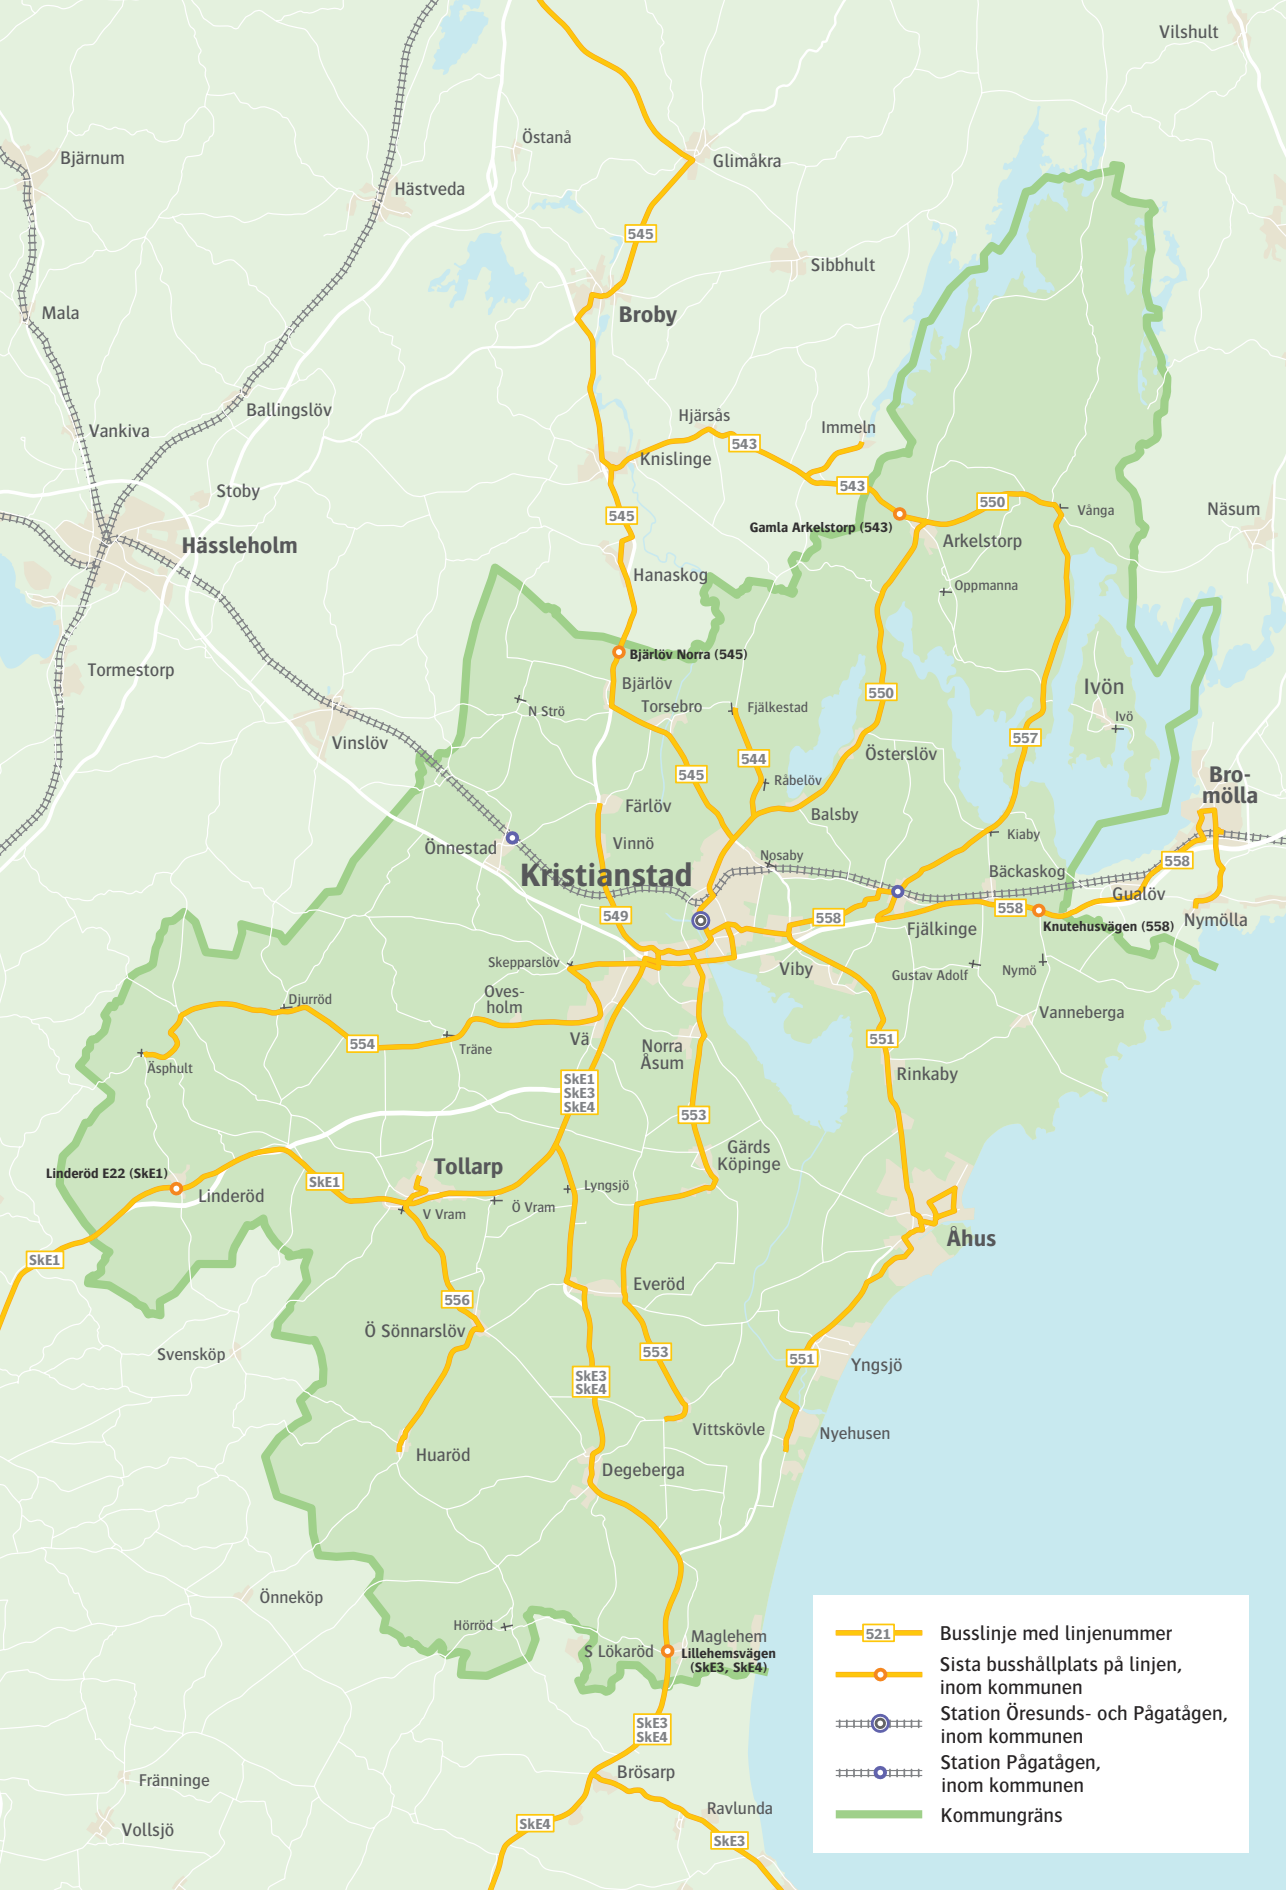 Vilshult
Östanå
Bjärnum
Glimåkra
Hästveda
545
Sibbhult
Mala
Broby
Ballingslöv
Hjärsås
Immeln
Vankiva
543
Knislinge
Stoby
543
550
Vånga
Näsum
545
Gamla Arkelstorp (543)
Arkelstorp
Hässleholm
Hanaskog
Oppmanna
Bjärlöv Norra (545)
Tormestorp
Bjärlöv
Ivön
550
N Strö
Torsebro
Fjälkestad
Ivö
Vinslöv
557
Österslöv
544
545
Råbelöv
Bro-
mölla
Färlöv
Balsby
Kiaby
Vinnö
Önnestad
Nosaby
558
Kristianstad
Bäckaskog
Gualöv
549
558
558
Fjälkinge
Knutehusvägen (558)
Nymölla
Skepparslöv
Viby
Gustav Adolf
Nymö
Oves-
holm
Djurröd
Vanneberga
554
Träne
Vä
Norra
Åsum
551
Äsphult
Rinkaby
SkE1
SkE3
SkE4
553
Gärds
Köpinge
Tollarp
Linderöd E22 (SkE1)
SkE1
Lyngsjö
Linderöd
V Vram
Ö Vram
Åhus
SkE1
Everöd
556
Ö Sönnarslöv
553
Svensköp
551
Yngsjö
SkE3
SkE4
Vittskövle
Nyehusen
Huaröd
Degeberga
Önneköp
Hörröd
Maglehem
S Lökaröd
Lillehemsvägen
(SkE3, SkE4)
SkE3
SkE4
Brösarp
Fränninge
Ravlunda
Vollsjö
SkE4
SkE3
521
Busslinje med linjenummer
Sista busshållplats på linjen,
inom kommunen
Station Öresunds- och Pågatågen,
inom kommunen
Station Pågatågen,
inom kommunen
Kommungräns